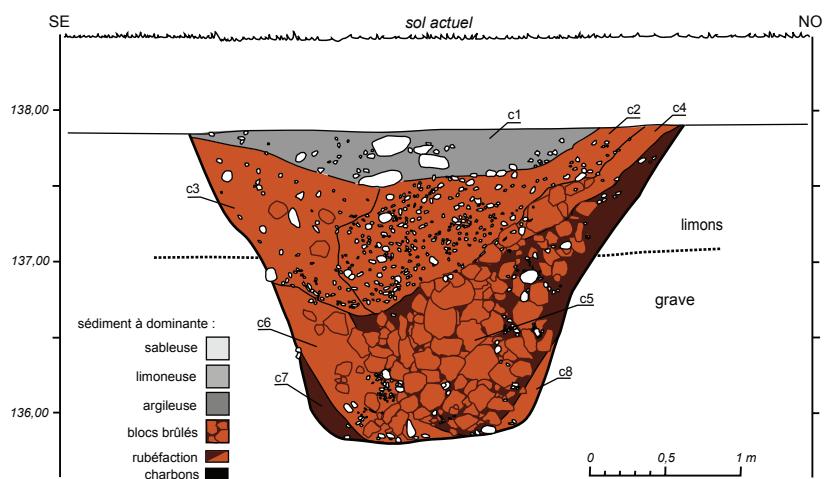 SE
sol actuel
NO
138,00
c1
c2
c4
c3
limons
137,00
grave
c5
c6
sédiment à dominante :
sableuse
c7
c8
limoneuse
argileuse
136,00
blocs brûlés
rubéfaction
charbons
0
0,5
1 m